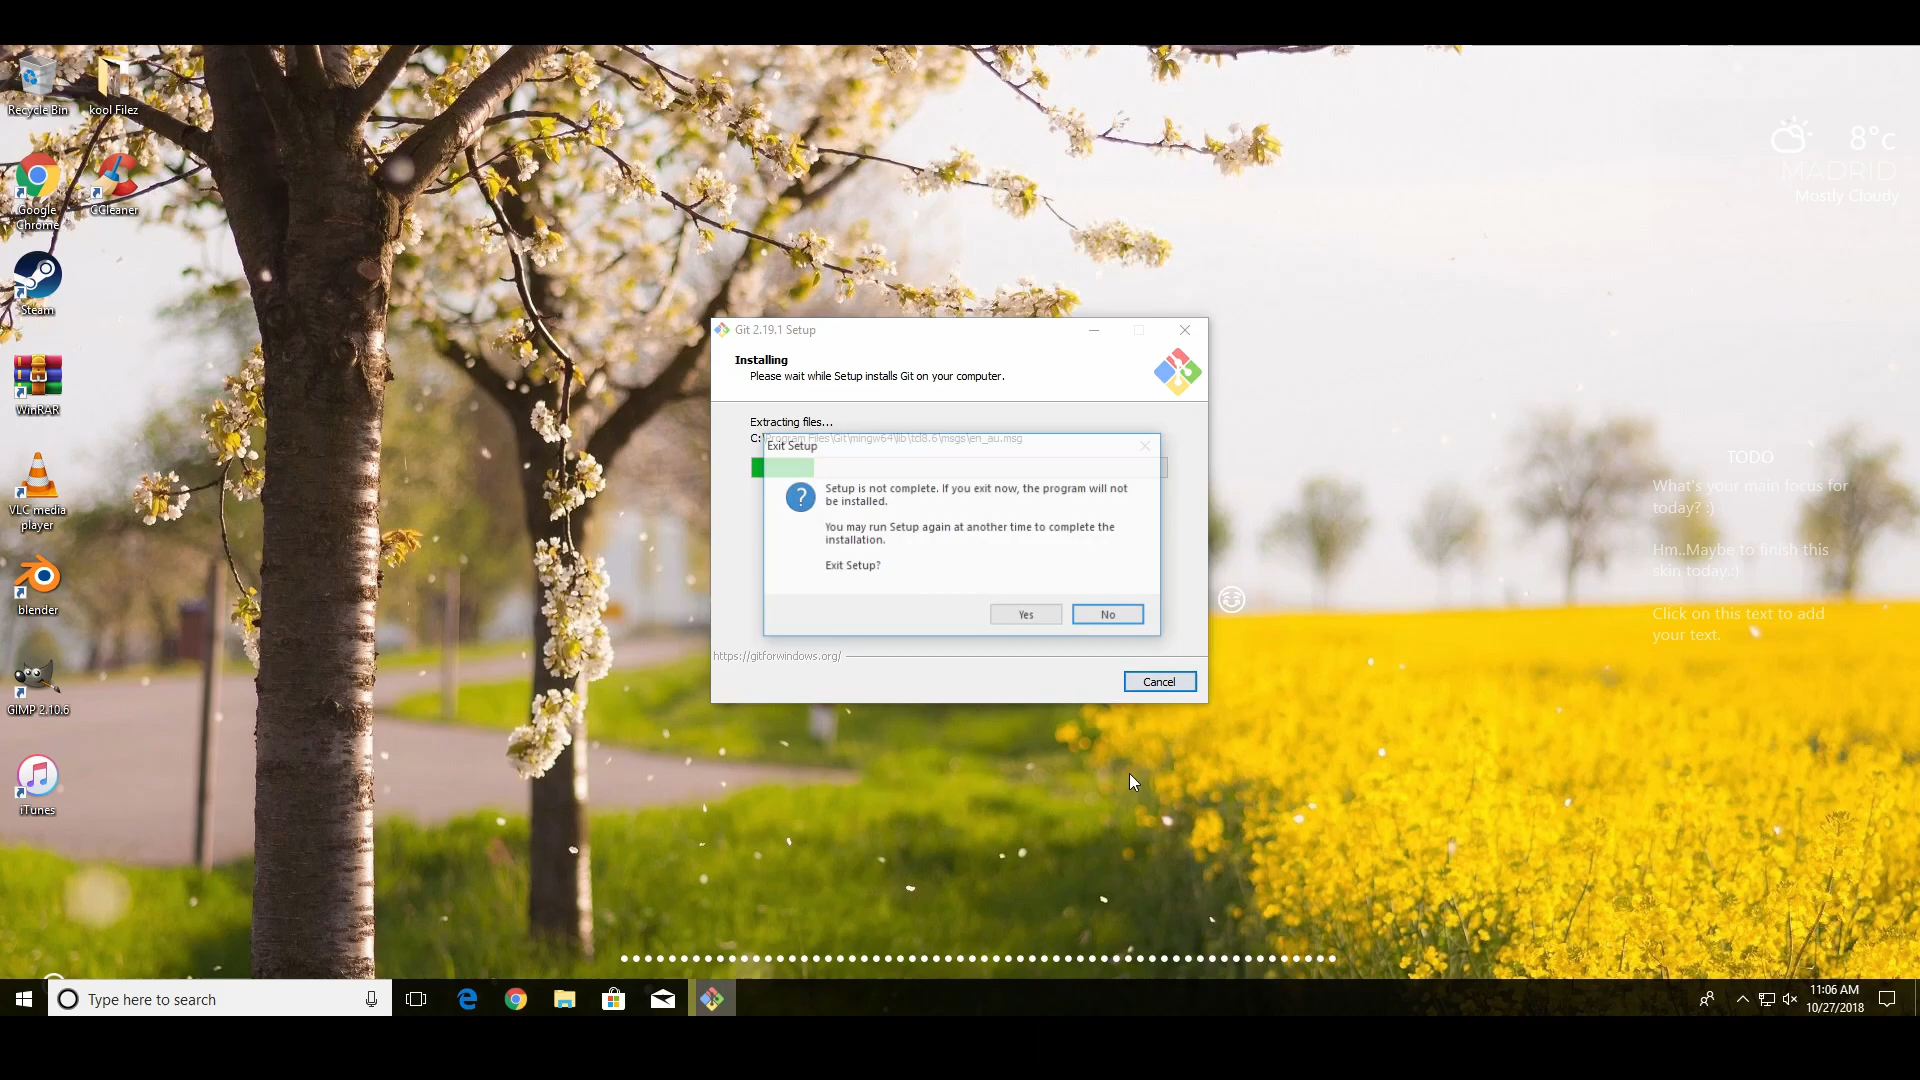 Recycle Bin
kool Filez
Google
Chrome
CCleaner
Steam
WinRAR
VLC media
player
blender
GIMP 2.10.6
iTunes
8°c
MADRID
Mostly Cloudy
Git 2.19.1 Setup
Installing
Please wait while Setup installs Git on your computer.
Extracting files...
C:\Program Files\Git\mingw64\lib\tcl8.6\msgs\en_au.msg
Exit Setup
Setup is not complete. If you exit now, the program will not
be installed.
You may run Setup again at another time to complete the
installation.
Exit Setup?
Yes
No
https://gitforwindows.org/
Cancel
TODO
What's your main focus for
today? :)
Hm..Maybe to finish this
skin today.:)
Click on this text to add
your text.
Type here to search
11:06 AM
10/27/2018